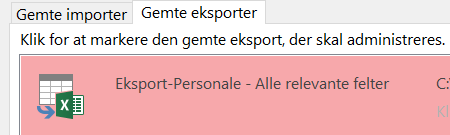 Gemte importer Gemte eksporter
Klik for at markere den gemte eksport, der skal administreres.
Eksport-Personale - Alle relevante felter C:
Kl